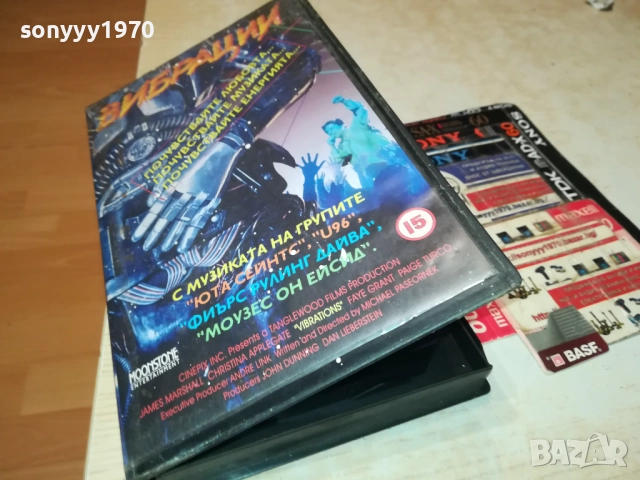 sonyyy1970
ВИБРАЦИИ
ПОЧУВСТВАЙТЕ ЛЮБОВТА...
ПОЧУВСТВАЙТЕ МУЗИКАТА...
ПОЧУВСТВАЙТЕ ЕНЕРГИЯТА...
С МУЗИКАТА НА ГРУПИТЕ
"ЮТА СЕЙНТС", "U96",
"ФИЪРС РУЛИНГ ДАЙВА",
"МОУЗЕС ОН ЕЙСИД".
15
CINEPIX INC. Presents a TANGLEWOOD FILMS PRODUCTION
JAMES MARSHALL CHRISTINA APPLEGATE "VIBRATIONS" FAYE GRANT, PAIGE TURCO
Executive Producer ANDRE LINK Written and Directed by MICHAEL PASEORNEK
Producers JOHN DUNNING, DAN LIEBERSTEIN
MOONSTONE
ENTERTAINMENT
TDK
ADX
60
SONY
BASF
BAZAR
bg